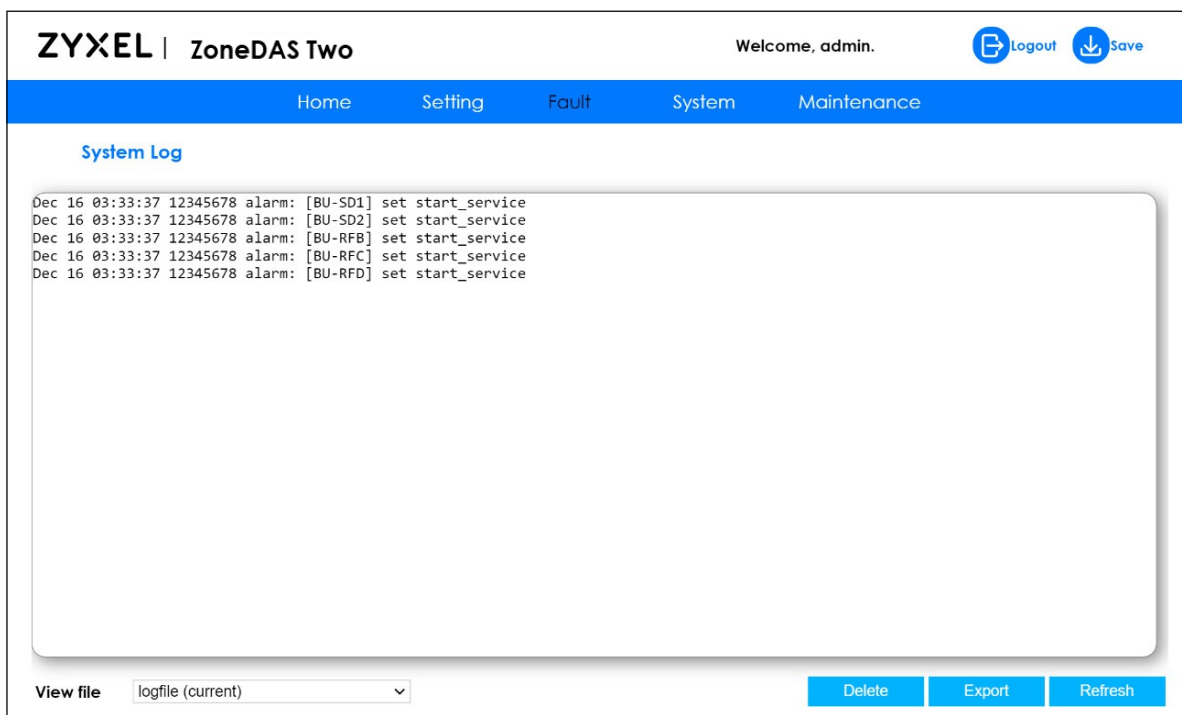 ZYXEL | ZoneDAS Two Welcome, admin. Logout Save
Home Setting Fault System Maintenance
System Log
Dec 16 03:33:37 12345678 alarm: [BU-SD1] set start_service
Dec 16 03:33:37 12345678 alarm: [BU-SD2] set start_service
Dec 16 03:33:37 12345678 alarm: [BU-RFB] set start_service
Dec 16 03:33:37 12345678 alarm: [BU-RFC] set start_service
Dec 16 03:33:37 12345678 alarm: [BU-RFD] set start_service
View file logfile (current) Delete Export Refresh